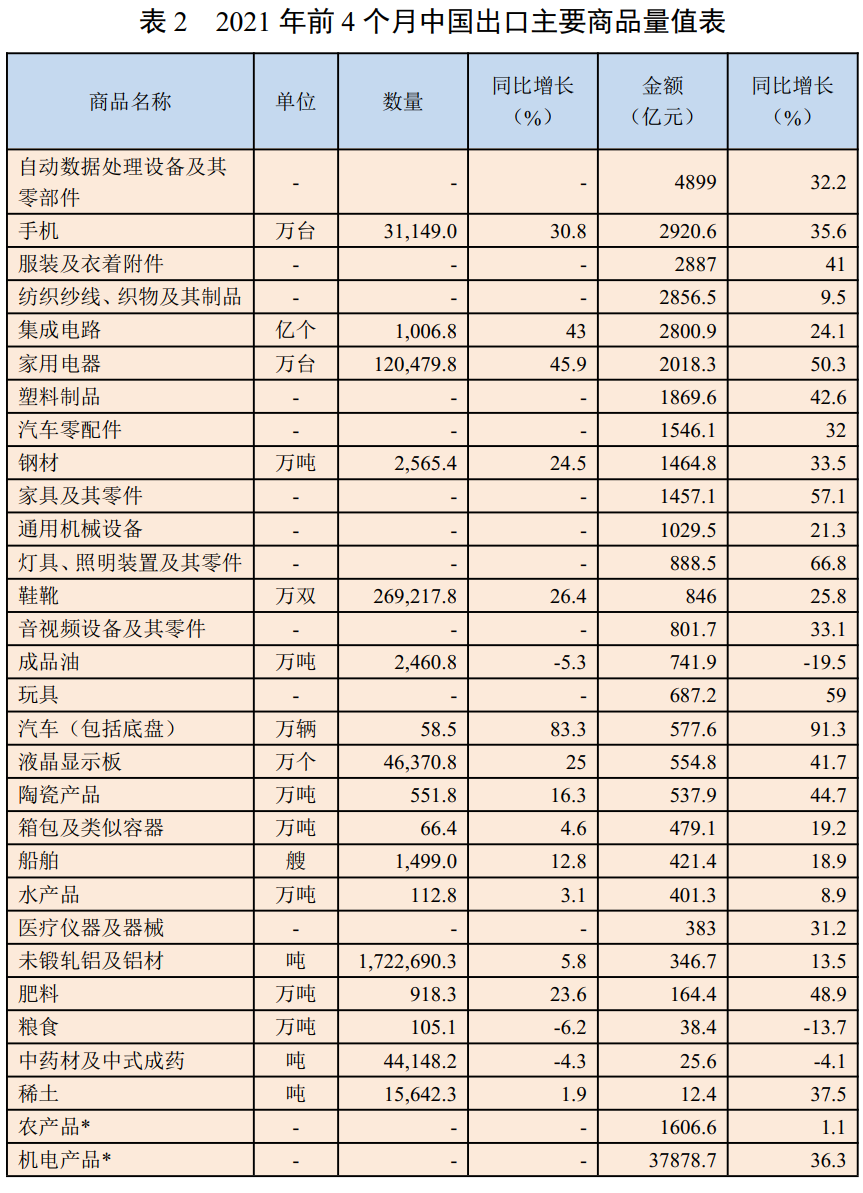 表 2 2021 年前 4 个月中国出口主要商品量值表
商品名称 单位 数量 同比增长 金额 同比增长
（%） （亿元） （%）
自动数据处理设备及其
零部件 - - - 4899 32.2
手机 万台 31,149.0 30.8 2920.6 35.6
服装及衣着附件 - - - 2887 41
纺织纱线、织物及其制品 - - - 2856.5 9.5
集成电路 亿个 1,006.8 43 2800.9 24.1
家用电器 万台 120,479.8 45.9 2018.3 50.3
塑料制品 - - - 1869.6 42.6
汽车零配件 - - - 1546.1 32
钢材 万吨 2,565.4 24.5 1464.8 33.5
家具及其零件 - - - 1457.1 57.1
通用机械设备 - - - 1029.5 21.3
灯具、照明装置及其零件 - - - 888.5 66.8
鞋靴 万双 269,217.8 26.4 846 25.8
音视频设备及其零件 - - - 801.7 33.1
成品油 万吨 2,460.8 -5.3 741.9 -19.5
玩具 - - - 687.2 59
汽车（包括底盘） 万辆 58.5 83.3 577.6 91.3
液晶显示板 万个 46,370.8 25 554.8 41.7
陶瓷产品 万吨 551.8 16.3 537.9 44.7
箱包及类似容器 万吨 66.4 4.6 479.1 19.2
船舶 艘 1,499.0 12.8 421.4 18.9
水产品 万吨 112.8 3.1 401.3 8.9
医疗仪器及器械 - - - 383 31.2
未锻轧铝及铝材 吨 1,722,690.3 5.8 346.7 13.5
肥料 万吨 918.3 23.6 164.4 48.9
粮食 万吨 105.1 -6.2 38.4 -13.7
中药材及中式成药 吨 44,148.2 -4.3 25.6 -4.1
稀土 吨 15,642.3 1.9 12.4 37.5
农产品* - - - 1606.6 1.1
机电产品* - - - 37878.7 36.3